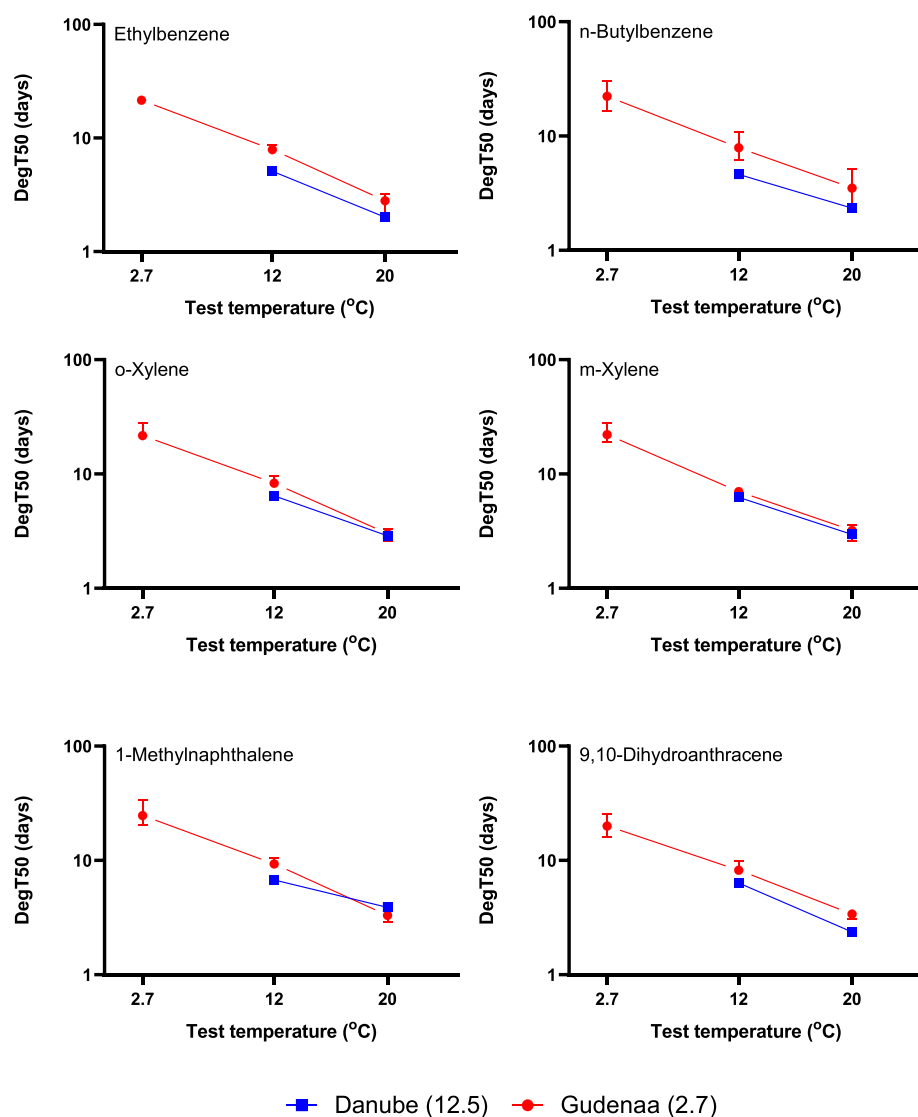 Ethylbenzene
100
10
1
DegT50 (days)
2.7 12 20
Test temperature (°C)
n-Butylbenzene
100
10
1
DegT50 (days)
2.7 12 20
Test temperature (°C)
o-Xylene
100
10
1
DegT50 (days)
2.7 12 20
Test temperature (°C)
m-Xylene
100
10
1
DegT50 (days)
2.7 12 20
Test temperature (°C)
1-Methylnaphthalene
100
10
1
DegT50 (days)
2.7 12 20
Test temperature (°C)
9,10-Dihydroanthracene
100
10
1
DegT50 (days)
2.7 12 20
Test temperature (°C)
Danube (12.5) Gudenaa (2.7)